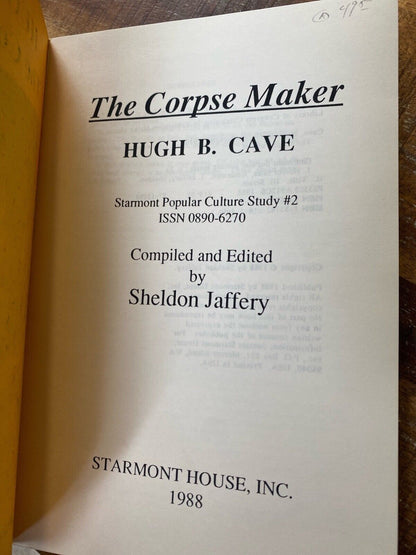 The Corpse Maker
HUGH B. CAVE
Starmont Popular Culture Study #2
ISSN 0890-6270
Compiled and Edited
by
Sheldon Jaffery
STARMONT HOUSE, INC.
1988